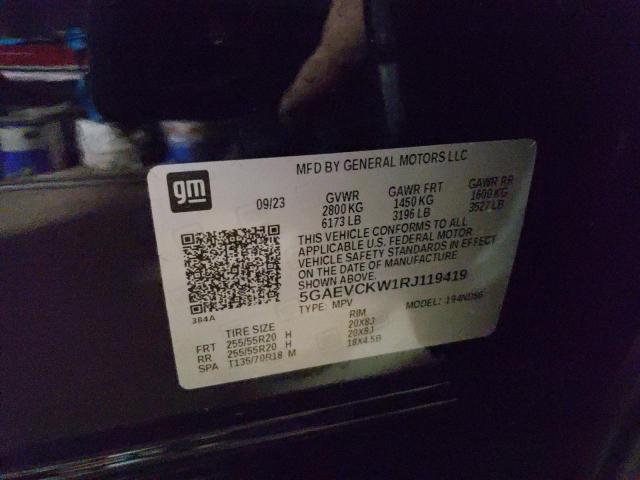 MFD BY GENERAL MOTORS LLC
gm
09/23
GVWR GAWR FRT GAWR RR
2800 KG 1450 KG 1600 KG
6173 LB 3196 LB 3527 LB
THIS VEHICLE CONFORMS TO ALL
APPLICABLE U.S. FEDERAL MOTOR
VEHICLE SAFETY STANDARDS IN EFFECT
ON THE DATE OF MANUFACTURE
SHOWN ABOVE.
5GAEVCKW1RJ119419
TYPE: MPV MODEL: 194ND56
384A
TIRE SIZE RIM
FRT 255/55R20 H 20X8J
RR 255/55R20 H 20X8J
SPA T135/70R18 M 18X4.5B